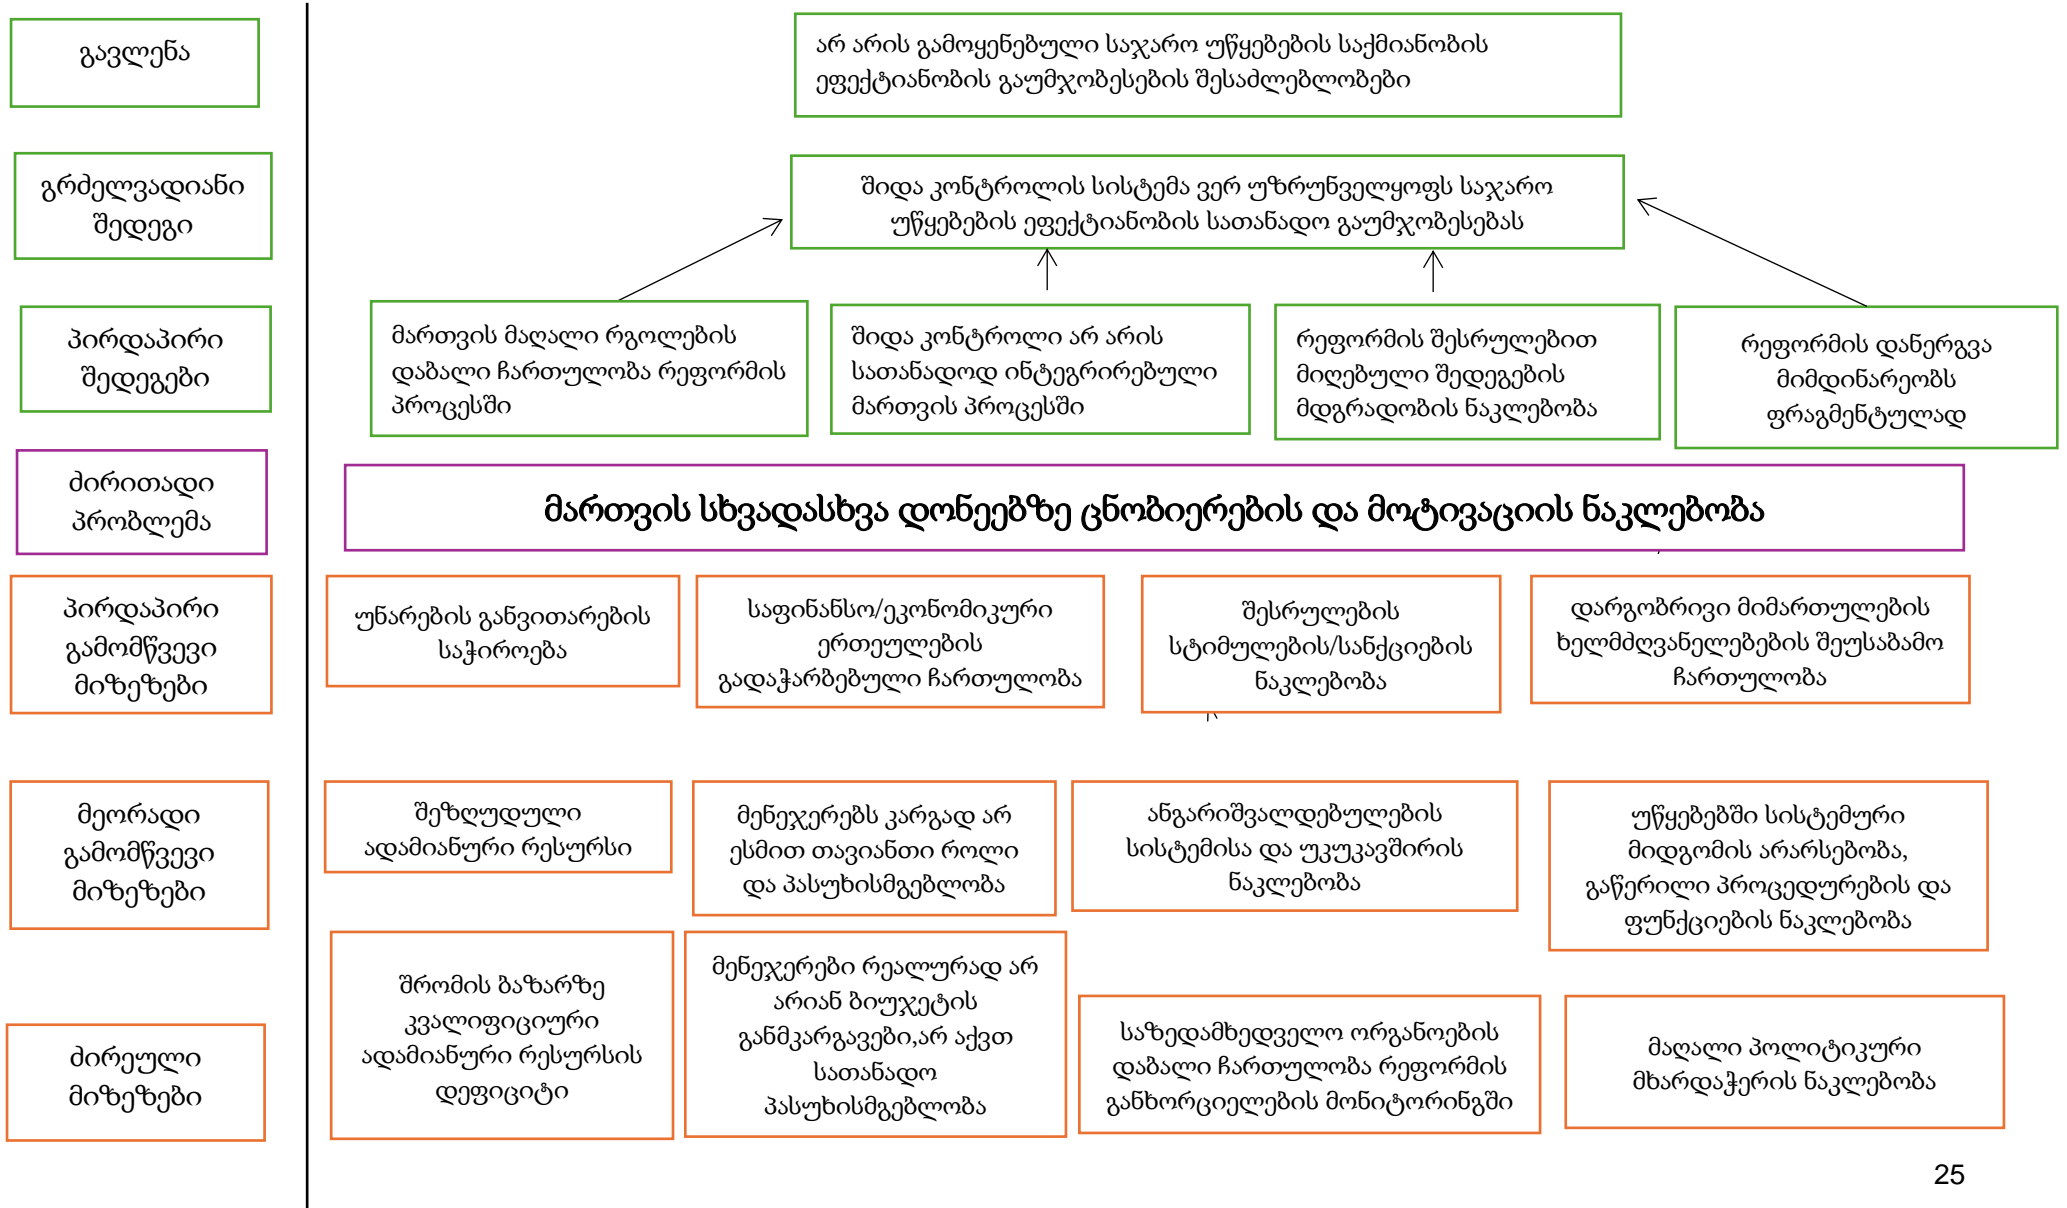 გავლენა
არ არის გამოყენებული საჯარო უწყებების საქმიანობის
ეფექტიანობის გაუმჯობესების შესაძლებლობები
გრძელვადიანი
შედეგი
შიდა კონტროლის სისტემა ვერ უზრუნველყოფს საჯარო
უწყებების ეფექტიანობის სათანადო გაუმჯობესებას
პირდაპირი
შედეგები
მართვის მაღალი რგოლების
დაბალი ჩართულობა რეფორმის
პროცესში
შიდა კონტროლი არ არის
სათანადოდ ინტეგრირებული
მართვის პროცესში
რეფორმის შესრულებით
მიღებული შედეგების
მდგრადობის ნაკლებობა
რეფორმის დანერგვა
მიმდინარეობს
ფრაგმენტულად
ძირითადი
პრობლემა
მართვის სხვადასხვა დონეებზე ცნობიერების და მოტივაციის ნაკლებობა
პირდაპირი
გამომწვევი
მიზეზები
უნარების განვითარების
საჭიროება
საფინანსო/ეკონომიკური
ერთეულების
გადაჭარბებული ჩართულობა
შესრულების
სტიმულების/სანქციების
ნაკლებობა
დარგობრივი მიმართულების
ხელმძღვანელებების შეუსაბამო
ჩართულობა
მეორადი
გამომწვევი
მიზეზები
შეზღუდული
ადამიანური რესურსი
მენეჯერებს კარგად არ
ესმით თავიანთი როლი
და პასუხისმგებლობა
ანგარიშვალდებულების
სისტემისა და უკუკავშირის
ნაკლებობა
უწყებებში სისტემური
მიდგომის არარსებობა,
გაწერილი პროცედურების და
ფუნქციების ნაკლებობა
ძირეული
მიზეზები
შრომის ბაზარზე
კვალიფიციური
ადამიანური რესურსის
დეფიციტი
მენეჯერები რეალურად არ
არიან ბიუჯეტის
განმკარგავები,არ აქვთ
სათანადო
პასუხისმგებლობა
საზედამხედველო ორგანოების
დაბალი ჩართულობა რეფორმის
განხორციელების მონიტორინგში
მაღალი პოლიტიკური
მხარდაჭერის ნაკლებობა
25